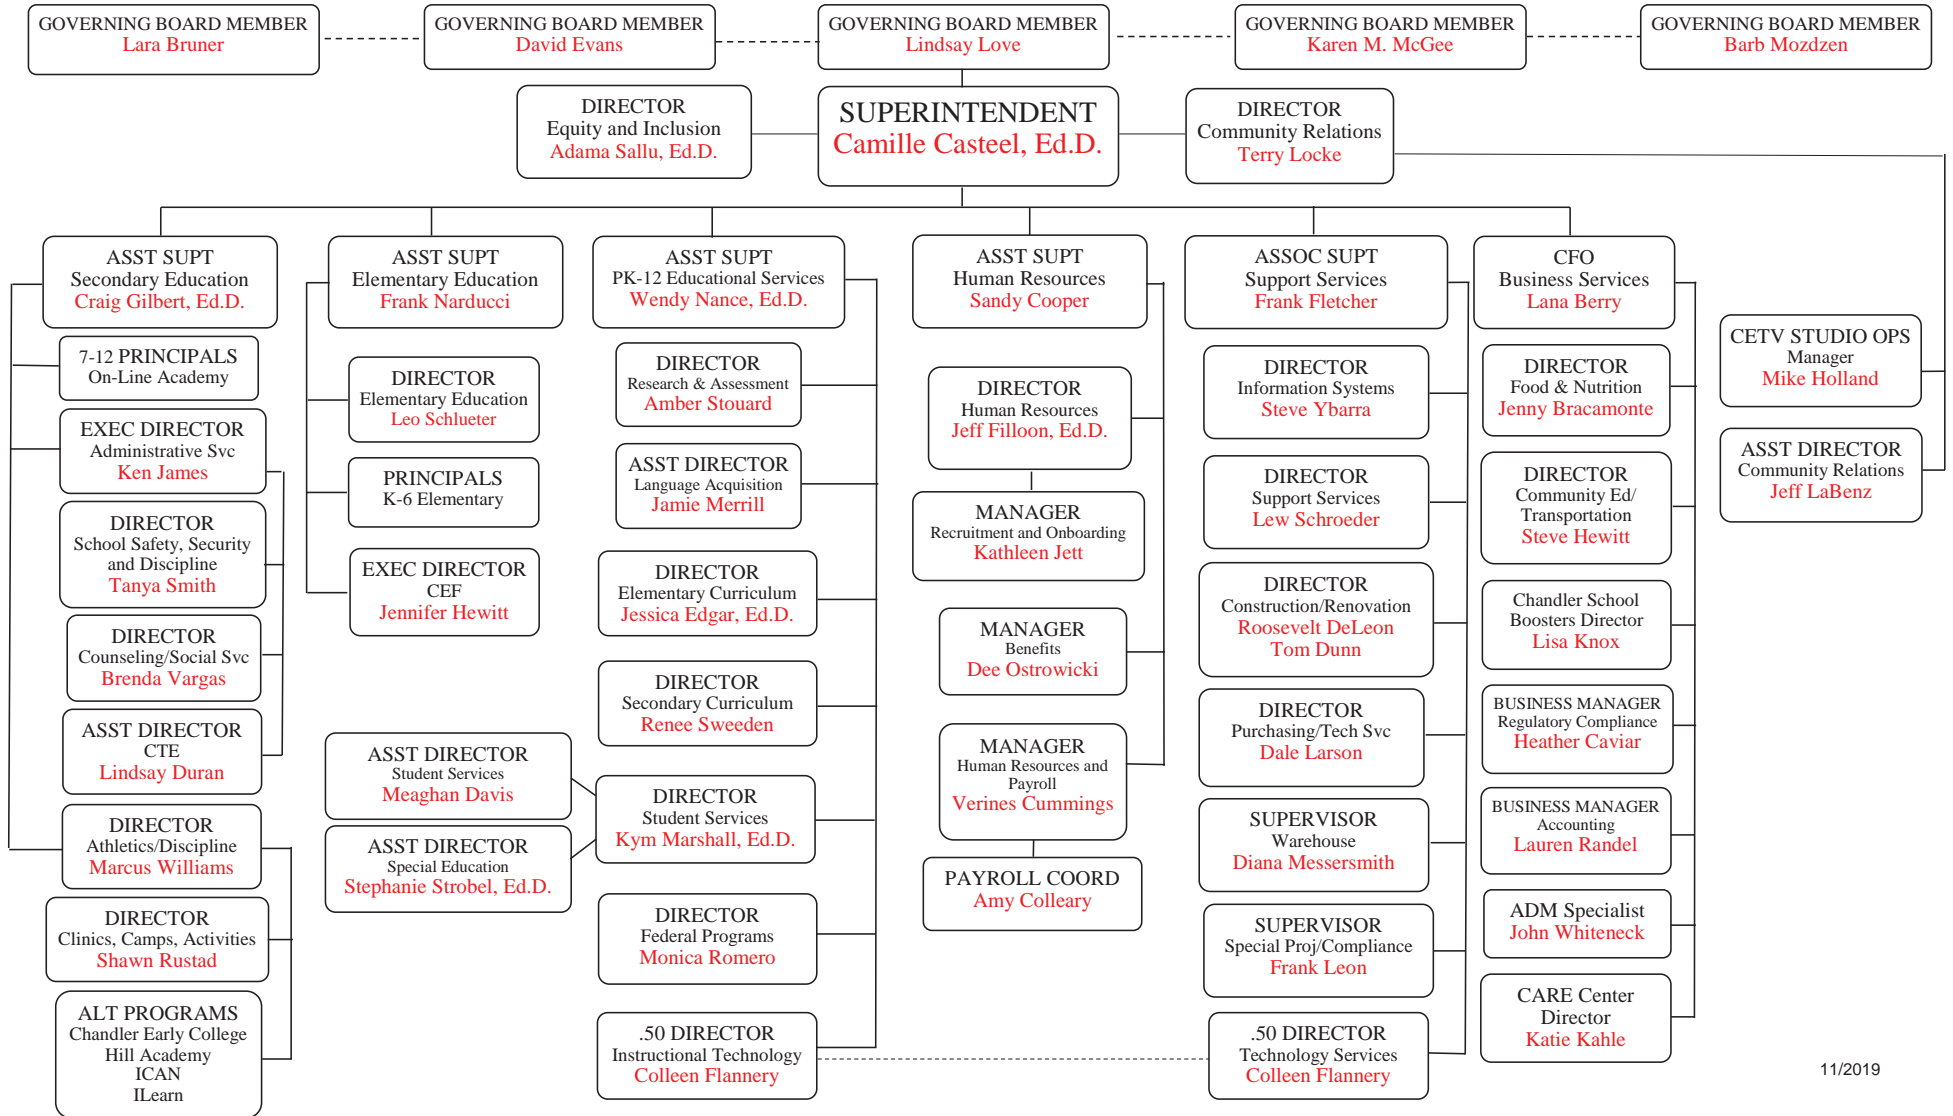 GOVERNING BOARD MEMBER
Lara Bruner
GOVERNING BOARD MEMBER
David Evans
GOVERNING BOARD MEMBER
Lindsay Love
GOVERNING BOARD MEMBER
Karen M. McGee
GOVERNING BOARD MEMBER
Barb Mozdzen
DIRECTOR
Equity and Inclusion
Adama Sallu, Ed.D.
SUPERINTENDENT
Camille Casteel, Ed.D.
DIRECTOR
Community Relations
Terry Locke
ASST SUPT
Secondary Education
Craig Gilbert, Ed.D.
7-12 PRINCIPALS
On-Line Academy
EXEC DIRECTOR
Administrative Svc
Ken James
DIRECTOR
School Safety, Security
and Discipline
Tanya Smith
DIRECTOR
Counseling/Social Svc
Brenda Vargas
ASST DIRECTOR
CTE
Lindsay Duran
DIRECTOR
Athletics/Discipline
Marcus Williams
DIRECTOR
Clinics, Camps, Activities
Shawn Rustad
ALT PROGRAMS
Chandler Early College
Hill Academy
ICAN
ILearn
ASST SUPT
Elementary Education
Frank Narducci
DIRECTOR
Elementary Education
Leo Schlueter
PRINCIPALS
K-6 Elementary
EXEC DIRECTOR
CEF
Jennifer Hewitt
ASST SUPT
PK-12 Educational Services
Wendy Nance, Ed.D.
DIRECTOR
Research & Assessment
Amber Stouard
ASST DIRECTOR
Language Acquisition
Jamie Merrill
DIRECTOR
Elementary Curriculum
Jessica Edgar, Ed.D.
DIRECTOR
Secondary Curriculum
Renee Sweeden
ASST DIRECTOR
Student Services
Meaghan Davis
ASST DIRECTOR
Special Education
Stephanie Strobel, Ed.D.
DIRECTOR
Student Services
Kym Marshall, Ed.D.
DIRECTOR
Federal Programs
Monica Romero
.50 DIRECTOR
Instructional Technology
Colleen Flannery
ASST SUPT
Human Resources
Sandy Cooper
DIRECTOR
Human Resources
Jeff Filloon, Ed.D.
MANAGER
Recruitment and Onboarding
Kathleen Jett
MANAGER
Benefits
Dee Ostrowicki
MANAGER
Human Resources and
Payroll
Verines Cummings
PAYROLL COORD
Amy Colleary
ASSOC SUPT
Support Services
Frank Fletcher
DIRECTOR
Information Systems
Steve Ybarra
DIRECTOR
Support Services
Lew Schroeder
DIRECTOR
Construction/Renovation
Roosevelt DeLeon
Tom Dunn
DIRECTOR
Purchasing/Tech Svc
Dale Larson
SUPERVISOR
Warehouse
Diana Messersmith
SUPERVISOR
Special Proj/Compliance
Frank Leon
.50 DIRECTOR
Technology Services
Colleen Flannery
CFO
Business Services
Lana Berry
DIRECTOR
Food & Nutrition
Jenny Bracamonte
DIRECTOR
Community Ed/
Transportation
Steve Hewitt
Chandler School
Boosters Director
Lisa Knox
BUSINESS MANAGER
Regulatory Compliance
Heather Caviar
BUSINESS MANAGER
Accounting
Lauren Randel
ADM Specialist
John Whiteneck
CARE Center
Director
Katie Kahle
CETV STUDIO OPS
Manager
Mike Holland
ASST DIRECTOR
Community Relations
Jeff LaBenz
11/2019